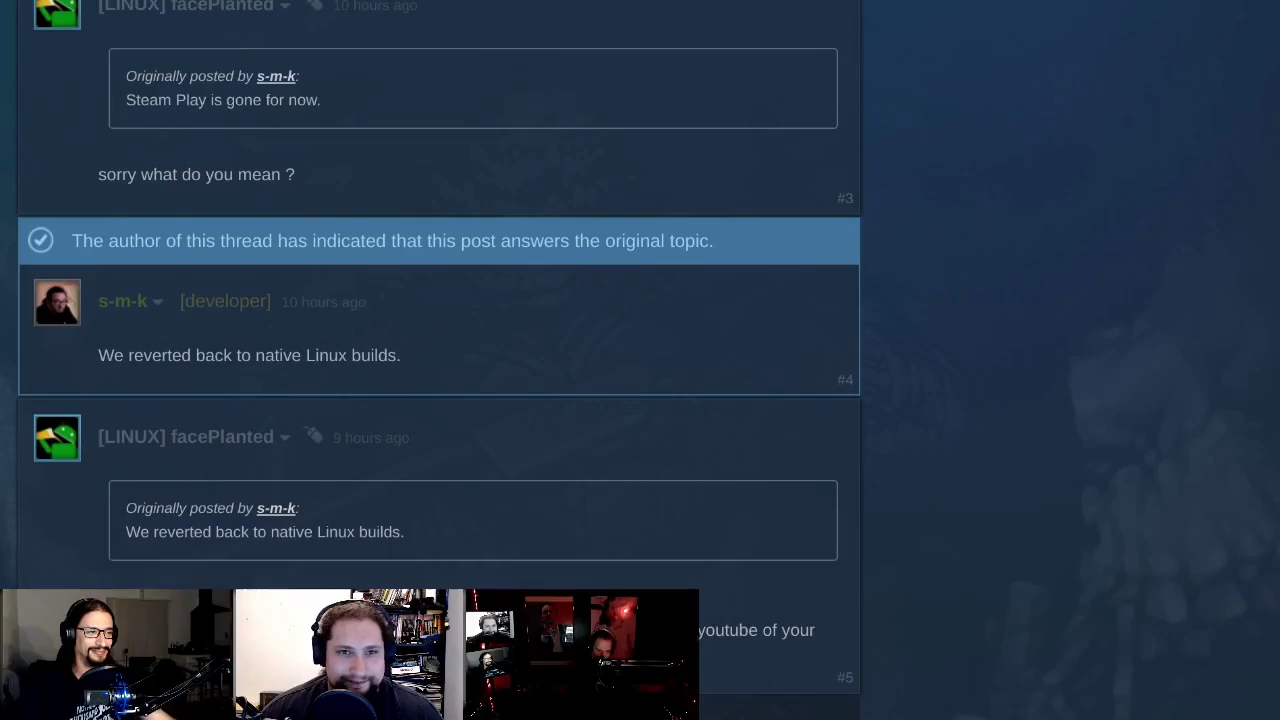 [LINUX] facePlanted 10 hours ago
Originally posted by s-m-k:
Steam Play is gone for now.
sorry what do you mean ?
#3
The author of this thread has indicated that this post answers the original topic.
s-m-k [developer] 10 hours ago
We reverted back to native Linux builds.
#4
[LINUX] facePlanted 9 hours ago
Originally posted by s-m-k:
We reverted back to native Linux builds.
youtube of your
#5